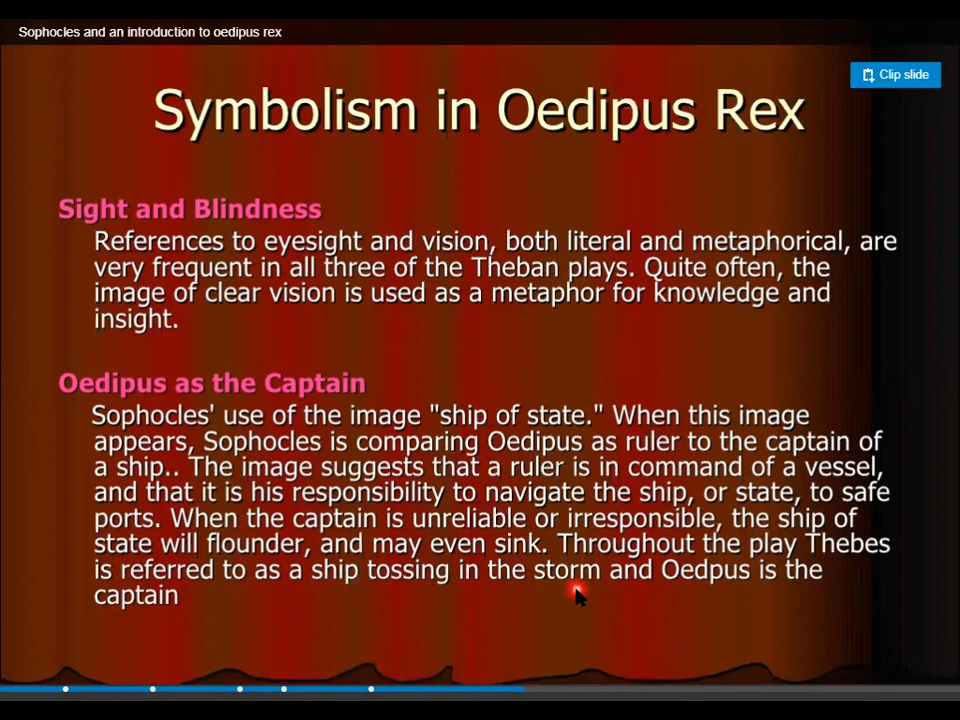 Sophocles and an introduction to oedipus rex
Clip slide
Symbolism in Oedipus Rex
Sight and Blindness
References to eyesight and vision, both literal and metaphorical, are
very frequent in all three of the Theban plays. Quite often, the
image of clear vision is used as a metaphor for knowledge and
insight.
Oedipus as the Captain
Sophocles' use of the image "ship of state." When this image
appears, Sophocles is comparing Oedipus as ruler to the captain of
a ship.. The image suggests that a ruler is in command of a vessel,
and that it is his responsibility to navigate the ship, or state, to safe
ports. When the captain is unreliable or irresponsible, the ship of
state will flounder, and may even sink. Throughout the play Thebes
is referred to as a ship tossing in the storm and Oedpus is the
captain